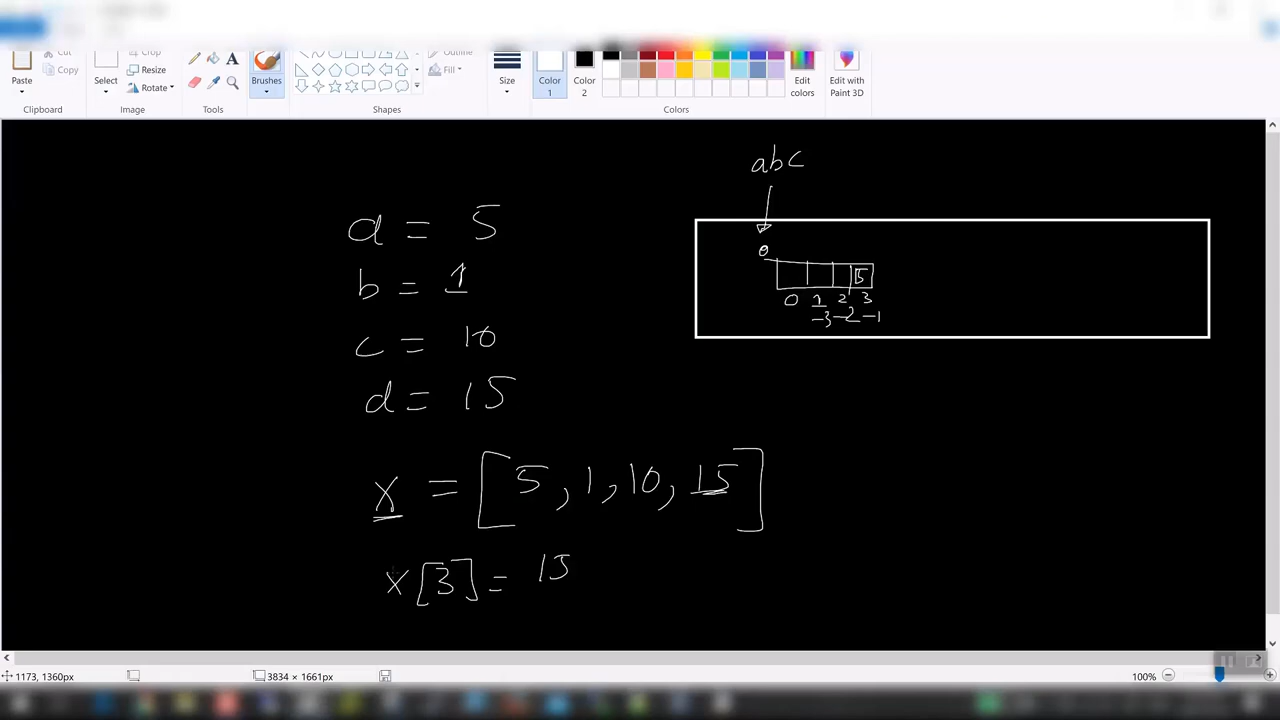 Cut
Copy
Paste
Clipboard
Crop
Resize
Rotate
Select
Image
Tools
Brushes
Outline
Fill
Shapes
Size
Color 1
Color 2
Edit colors
Colors
Edit with Paint 3D
abc
a = 5
b = 1
c = 10
d = 15
0 1 2 3
-3 -2 -1
x = [5, 1, 10, 15]
x[3] = 15
1173, 1360px
3834 × 1661px
100%